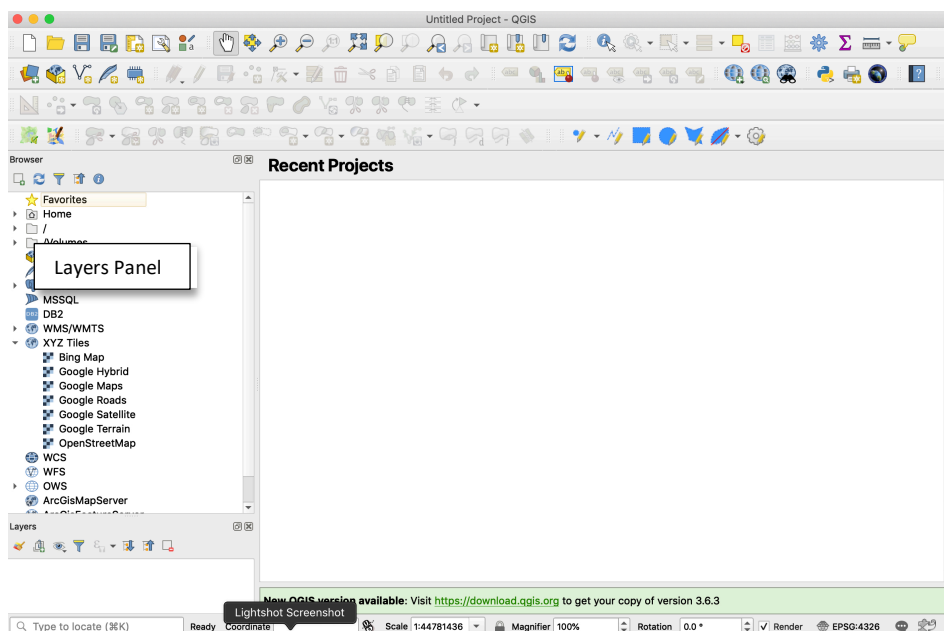 Untitled Project - QGIS
Browser
Recent Projects
Favorites
Home
/
/Volumes
Layers Panel
MSSQL
DB2
WMS/WMTS
XYZ Tiles
Bing Map
Google Hybrid
Google Maps
Google Roads
Google Satellite
Google Terrain
OpenStreetMap
WCS
WFS
OWS
ArcGisMapServer
ArcGisFeatureServer
Layers
New QGIS version available: Visit https://download.qgis.org to get your copy of version 3.6.3
Lightshot Screenshot
Type to locate (⌘K) Ready Coordinate Scale 1:44781436 Magnifier 100% Rotation 0.0 ° Render EPSG:4326